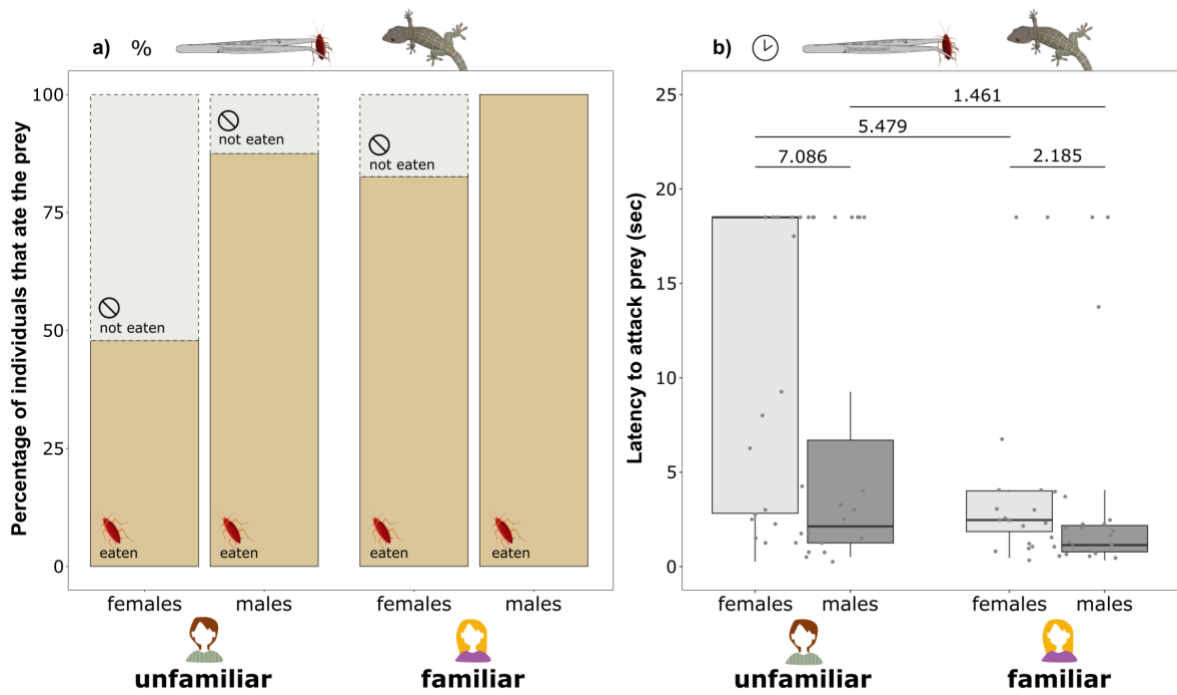 a) %
100
75
50
25
0
Percentage of individuals that ate the prey
not eaten
not eaten
not eaten
eaten
eaten
eaten
eaten
females
males
females
males
unfamiliar
familiar
b)
25
20
15
10
5
0
Latency to attack prey (sec)
1.461
5.479
7.086
2.185
females
males
females
males
unfamiliar
familiar